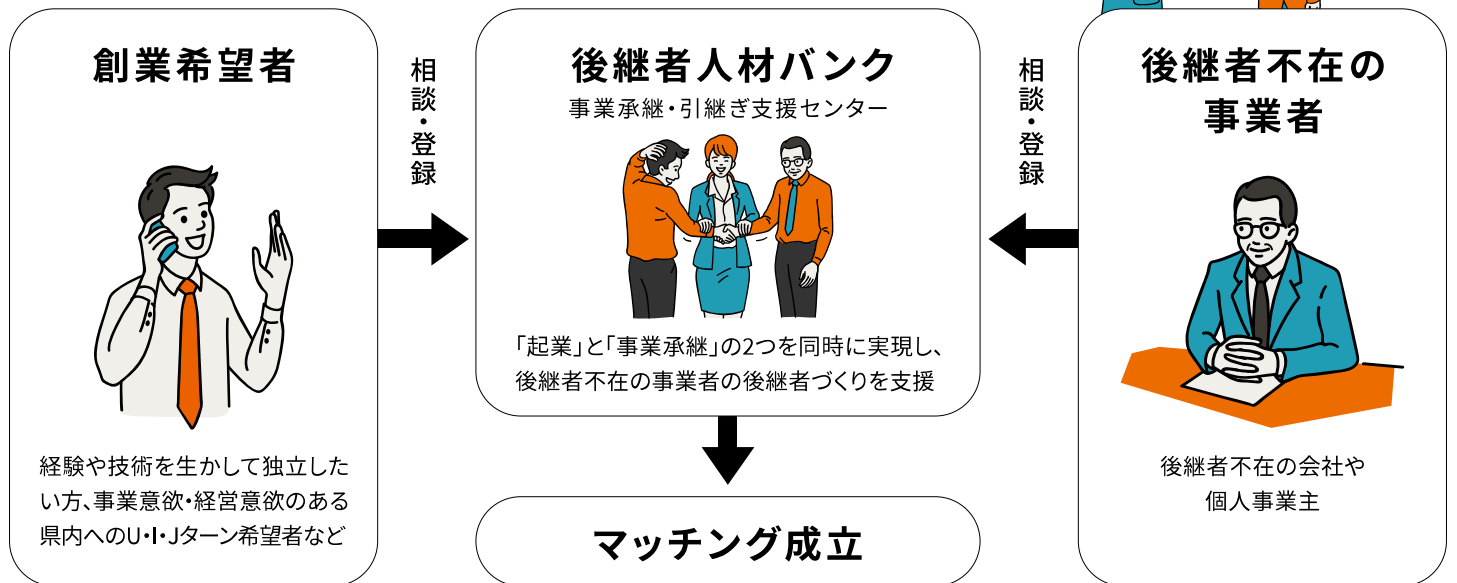 創業希望者
経験や技術を生かして独立した
い方、事業意欲・経営意欲のある
県内へのU・I・Jターン希望者など
相談・登録
後継者人材バンク
事業承継・引継ぎ支援センター
「起業」と「事業承継」の2つを同時に実現し、
後継者不在の事業者の後継者づくりを支援
相談・登録
後継者不在の
事業者
後継者不在の会社や
個人事業主
マッチング成立